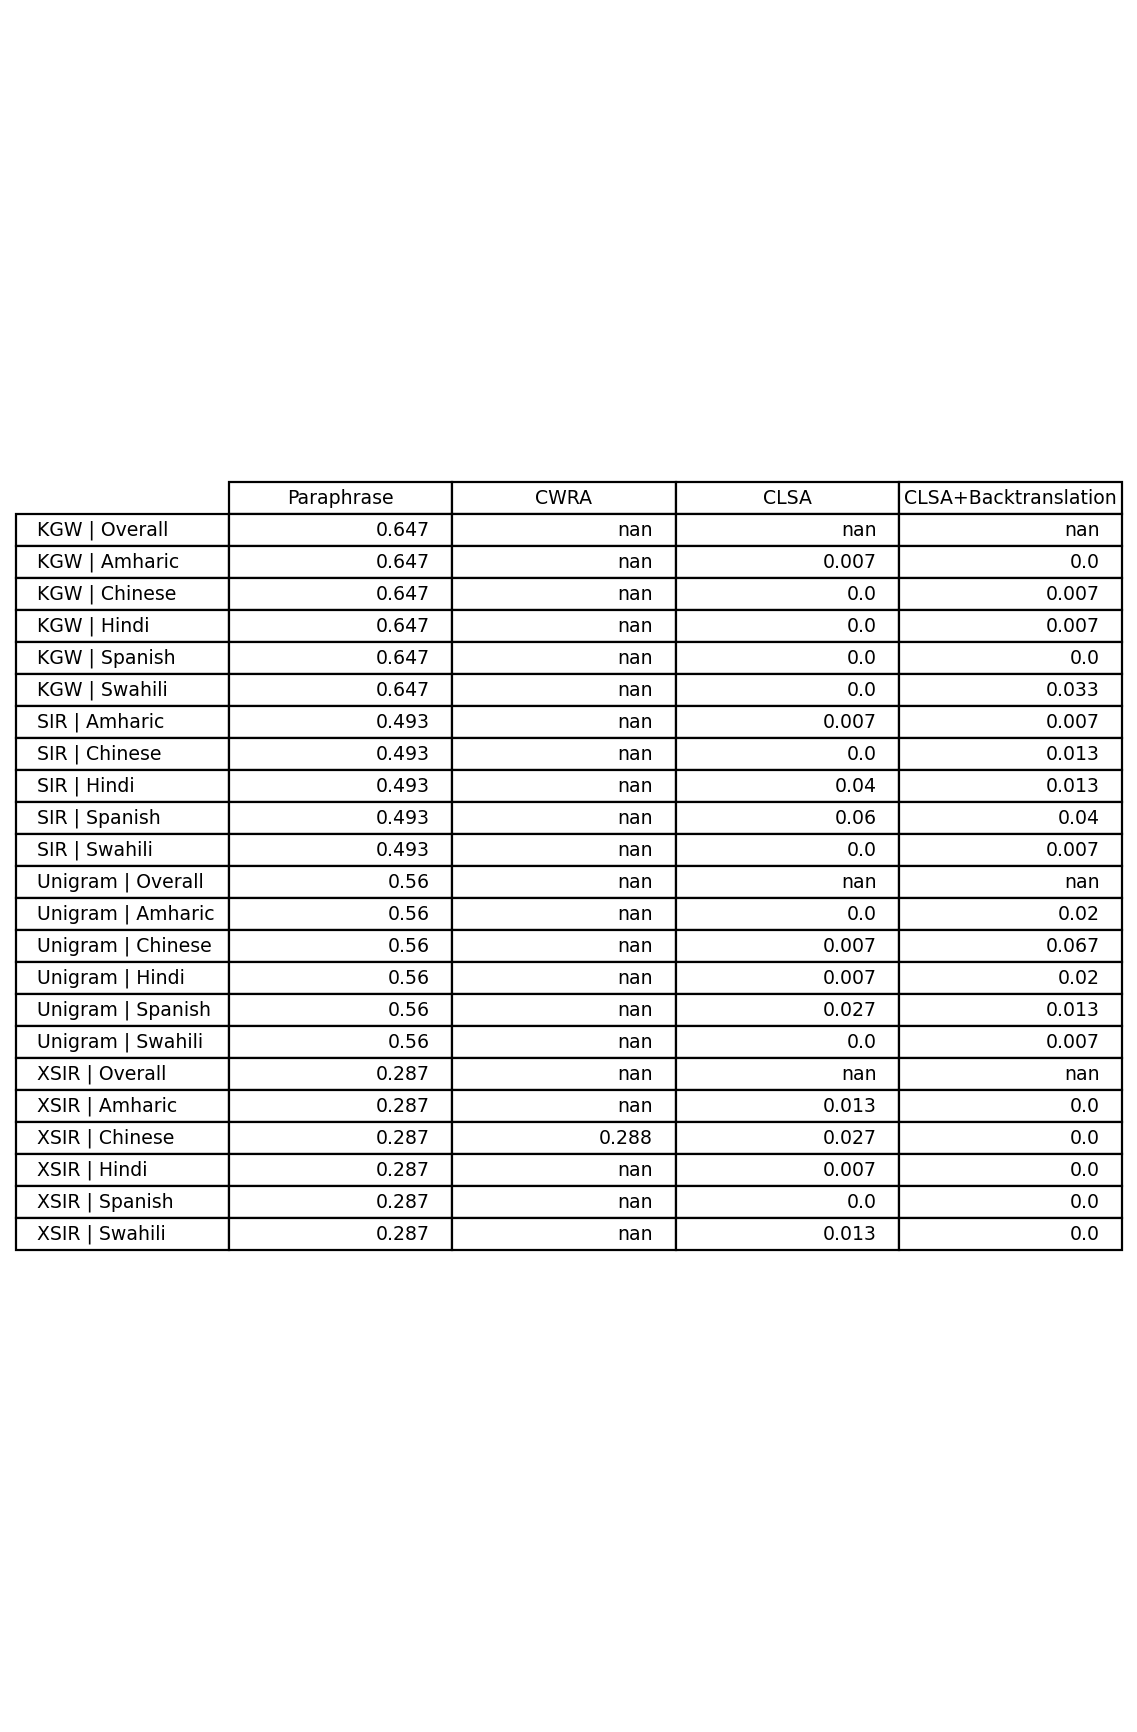 Paraphrase CWRA CLSA CLSA+Backtranslation
KGW | Overall 0.647 nan nan nan
KGW | Amharic 0.647 nan 0.007 0.0
KGW | Chinese 0.647 nan 0.0 0.007
KGW | Hindi 0.647 nan 0.0 0.007
KGW | Spanish 0.647 nan 0.0 0.0
KGW | Swahili 0.647 nan 0.0 0.033
SIR | Amharic 0.493 nan 0.007 0.007
SIR | Chinese 0.493 nan 0.0 0.013
SIR | Hindi 0.493 nan 0.04 0.013
SIR | Spanish 0.493 nan 0.06 0.04
SIR | Swahili 0.493 nan 0.0 0.007
Unigram | Overall 0.56 nan nan nan
Unigram | Amharic 0.56 nan 0.0 0.02
Unigram | Chinese 0.56 nan 0.007 0.067
Unigram | Hindi 0.56 nan 0.007 0.02
Unigram | Spanish 0.56 nan 0.027 0.013
Unigram | Swahili 0.56 nan 0.0 0.007
XSIR | Overall 0.287 nan nan nan
XSIR | Amharic 0.287 nan 0.013 0.0
XSIR | Chinese 0.287 0.288 0.027 0.0
XSIR | Hindi 0.287 nan 0.007 0.0
XSIR | Spanish 0.287 nan 0.0 0.0
XSIR | Swahili 0.287 nan 0.013 0.0